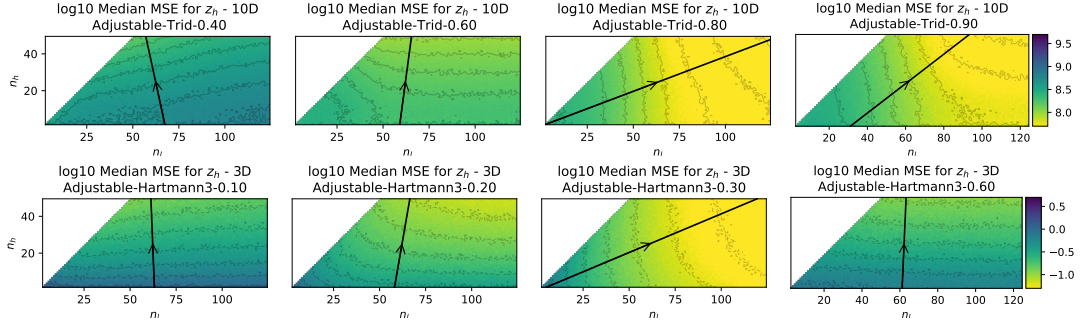 log10 Median MSE for z_h - 10D
Adjustable-Trid-0.40
log10 Median MSE for z_h - 10D
Adjustable-Trid-0.60
log10 Median MSE for z_h - 10D
Adjustable-Trid-0.80
log10 Median MSE for z_h - 10D
Adjustable-Trid-0.90
n_h
40
20
25 50 75 100
n_l
25 50 75 100
n_l
25 50 75 100
n_l
20 40 60 80 100 120
n_l
9.5
9.0
8.5
8.0
log10 Median MSE for z_h - 3D
Adjustable-Hartmann3-0.10
log10 Median MSE for z_h - 3D
Adjustable-Hartmann3-0.20
log10 Median MSE for z_h - 3D
Adjustable-Hartmann3-0.30
log10 Median MSE for z_h - 3D
Adjustable-Hartmann3-0.60
n_h
40
20
25 50 75 100
n_l
25 50 75 100
n_l
25 50 75 100
n_l
20 40 60 80 100 120
n_l
0.5
0.0
−0.5
−1.0